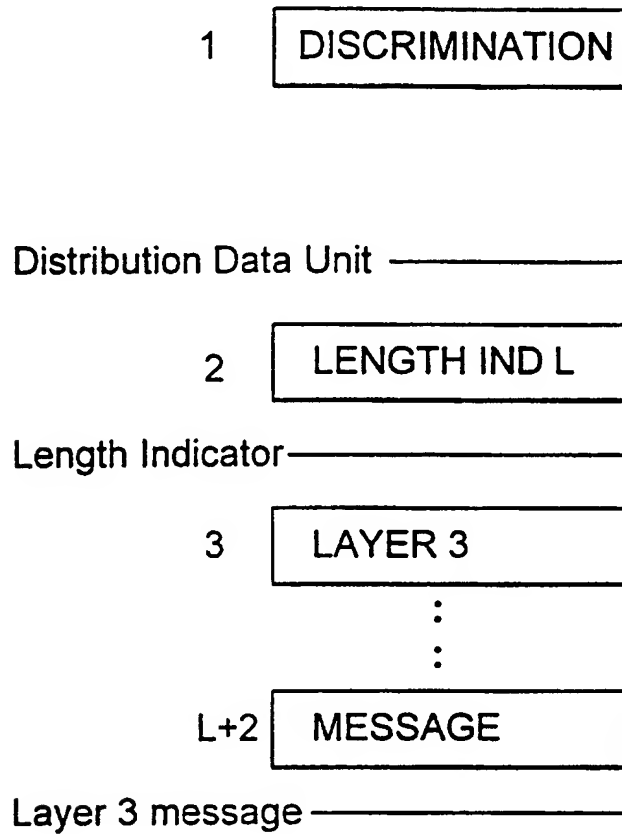 1 DISCRIMINATION
Distribution Data Unit
2 LENGTH IND L
Length Indicator
3 LAYER 3
L+2 MESSAGE
Layer 3 message